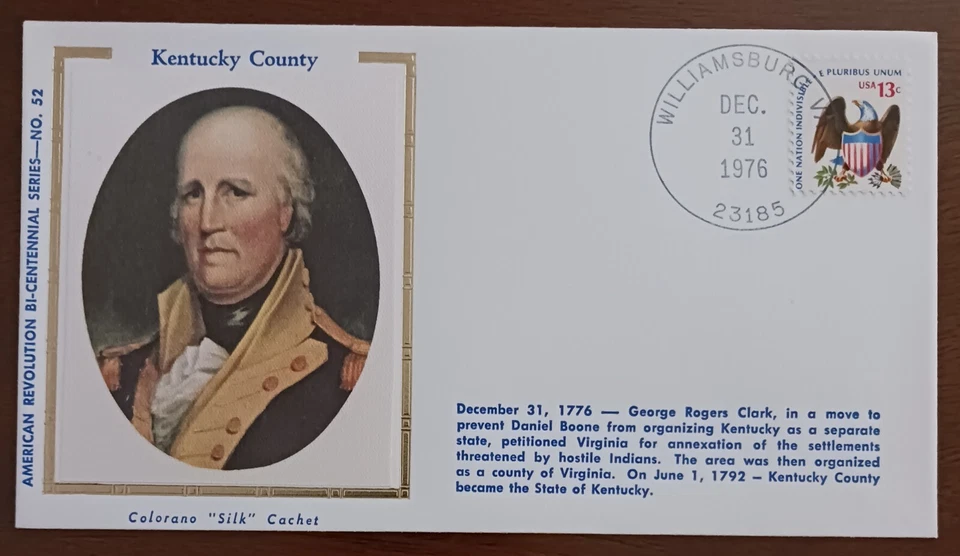 Kentucky County
AMERICAN REVOLUTION BI-CENTENNIAL SERIES—NO. 52
Colorano "Silk" Cachet
WILLIAMSBURG, VA
DEC.
31
1976
23185
E PLURIBUS UNUM
USA 13c
ONE NATION INDIVISIBLE
December 31, 1776 — George Rogers Clark, in a move to
prevent Daniel Boone from organizing Kentucky as a separate
state, petitioned Virginia for annexation of the settlements
threatened by hostile Indians. The area was then organized
as a county of Virginia. On June 1, 1792 – Kentucky County
became the State of Kentucky.